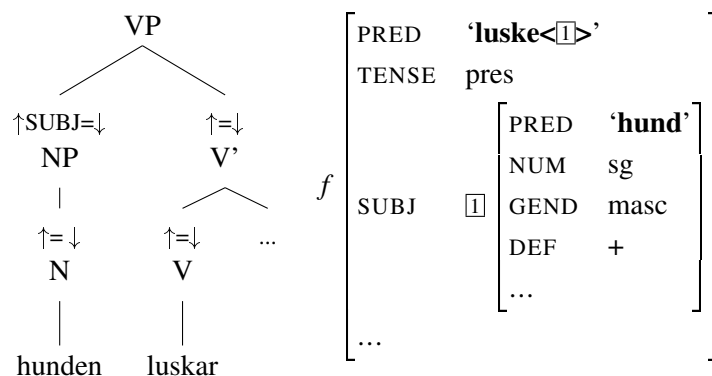 VP
↑SUBJ=↓ ↑=↓
NP V’
↑= ↓ ↑=↓ ...
N V
hunden luskar
f
PRED ‘luske<1>’
TENSE pres
SUBJ 1
PRED ‘hund’
NUM sg
GEND masc
DEF +
...
...